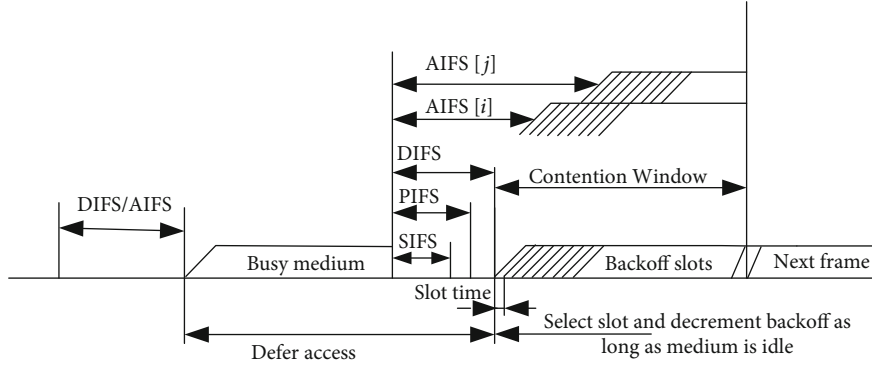 AIFS [j]
AIFS [i]
DIFS
Contention Window
PIFS
DIFS/AIFS
SIFS
Busy medium
Backoff slots
Next frame
Slot time
Select slot and decrement backoff as
long as medium is idle
Defer access